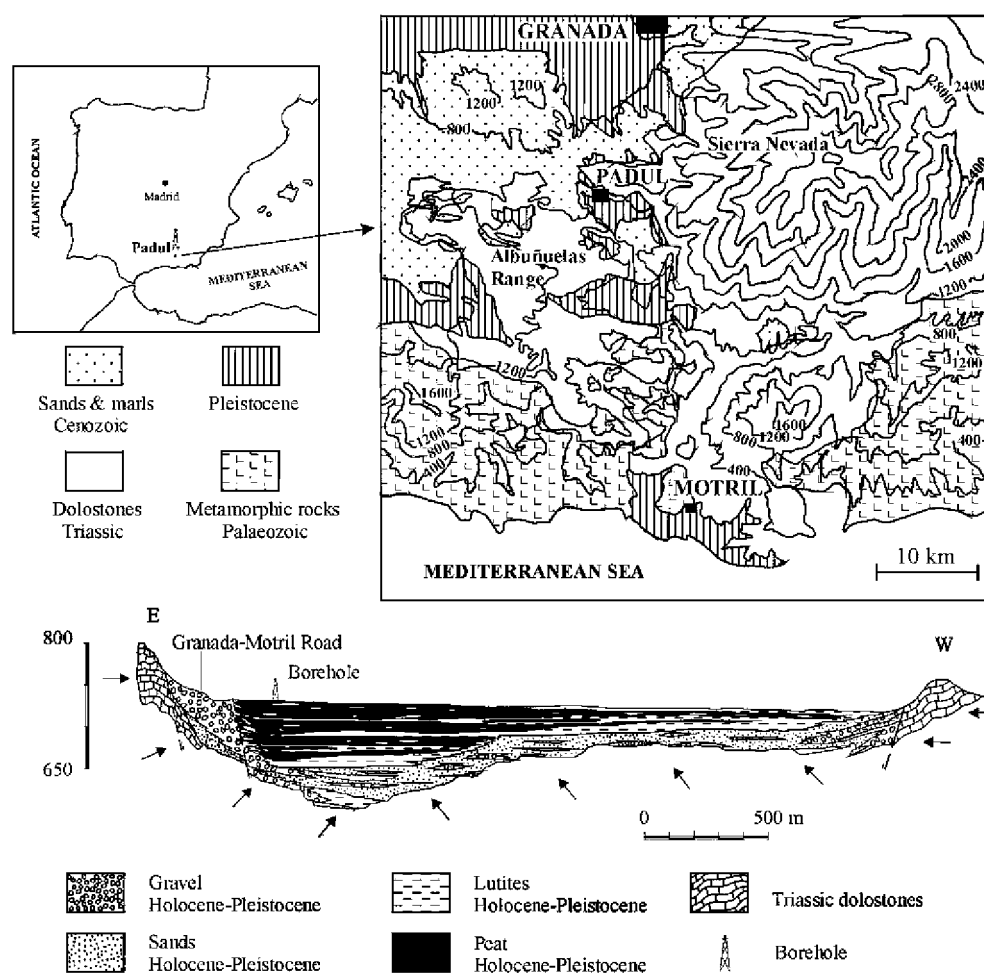 ATLANTIC OCEAN
Madrid
Padul
MEDITERRANEAN
SEA
Sands & marls
Cenozoic
Pleistocene
Dolostones
Triassic
Metamorphic rocks
Palaeozoic
GRANADA
1200
1200
800
2800
2400
Sierra Nevada
PADUL
2400
Albuñuelas
Range
2000
1600
1200
800
1200
1200
1600
1200
800
400
1600
800
1200
400
400
MOTRIL
MEDITERRANEAN SEA
10 km
E
W
800
Granada-Motril Road
Borehole
650
0
500 m
Gravel
Holocene-Pleistocene
Lutites
Holocene-Pleistocene
Triassic dolostones
Sands
Holocene-Pleistocene
Peat
Holocene-Pleistocene
Borehole